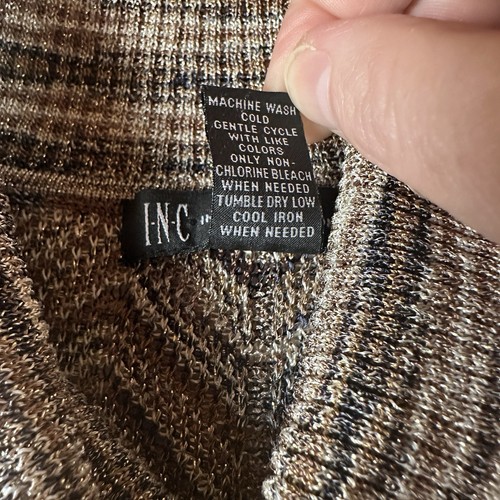 MACHINE WASH
COLD
GENTLE CYCLE
WITH LIKE
COLORS
ONLY NON-
CHLORINE BLEACH
WHEN NEEDED
TUMBLE DRY LOW
COOL IRON
WHEN NEEDED
I·N·C